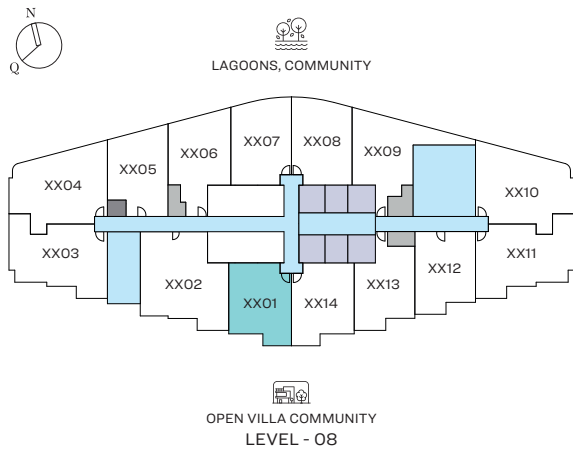 N
Q
LAGOONS, COMMUNITY
XX07
XX08
XX06
XX09
XX05
XX04
XX10
XX03
XX11
XX02
XX12
XX13
XX01
XX14
OPEN VILLA COMMUNITY
LEVEL - 08